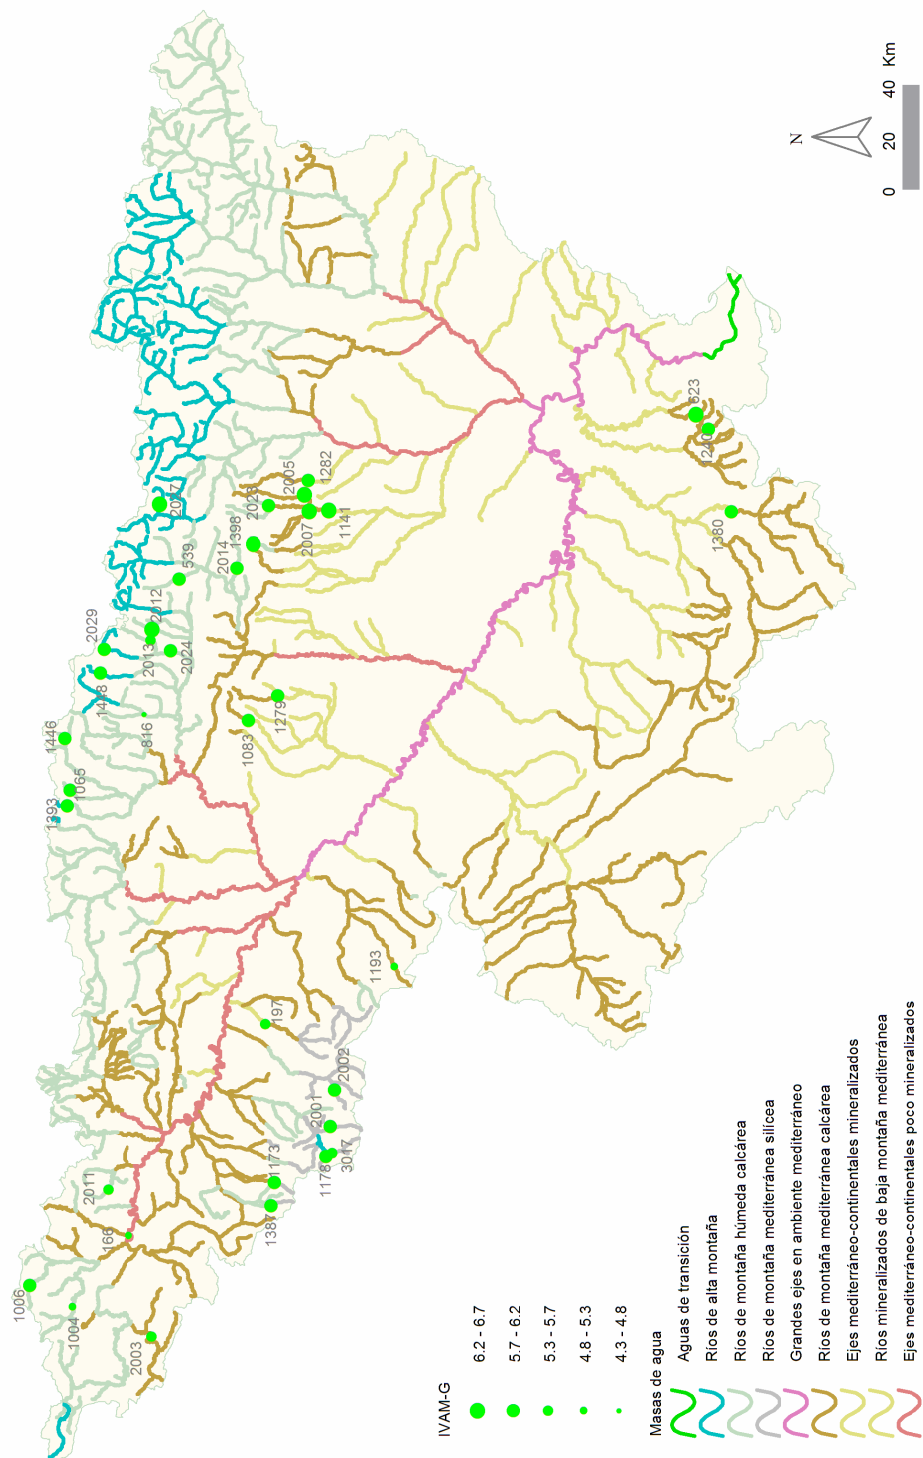 1006
1004
2003
166
2011
1387
1173
1178
3017
2001
2002
197
1193
1393
1065
1446
816
1448
2029
2013
2012
2024
539
2027
2014
1398
2026
2005
1282
2007
1141
1083
1279
623
1240
1380
N
0 20 40 Km
IVAM-G
6.2 - 6.7
5.7 - 6.2
5.3 - 5.7
4.8 - 5.3
4.3 - 4.8
Masas de agua
Aguas de transición
Ríos de alta montaña
Ríos de montaña húmeda calcárea
Ríos de montaña mediterránea silícea
Grandes ejes en ambiente mediterráneo
Ríos de montaña mediterránea calcárea
Ejes mediterráneo-continentales mineralizados
Ríos mineralizados de baja montaña mediterránea
Ejes mediterráneo-continentales poco mineralizados